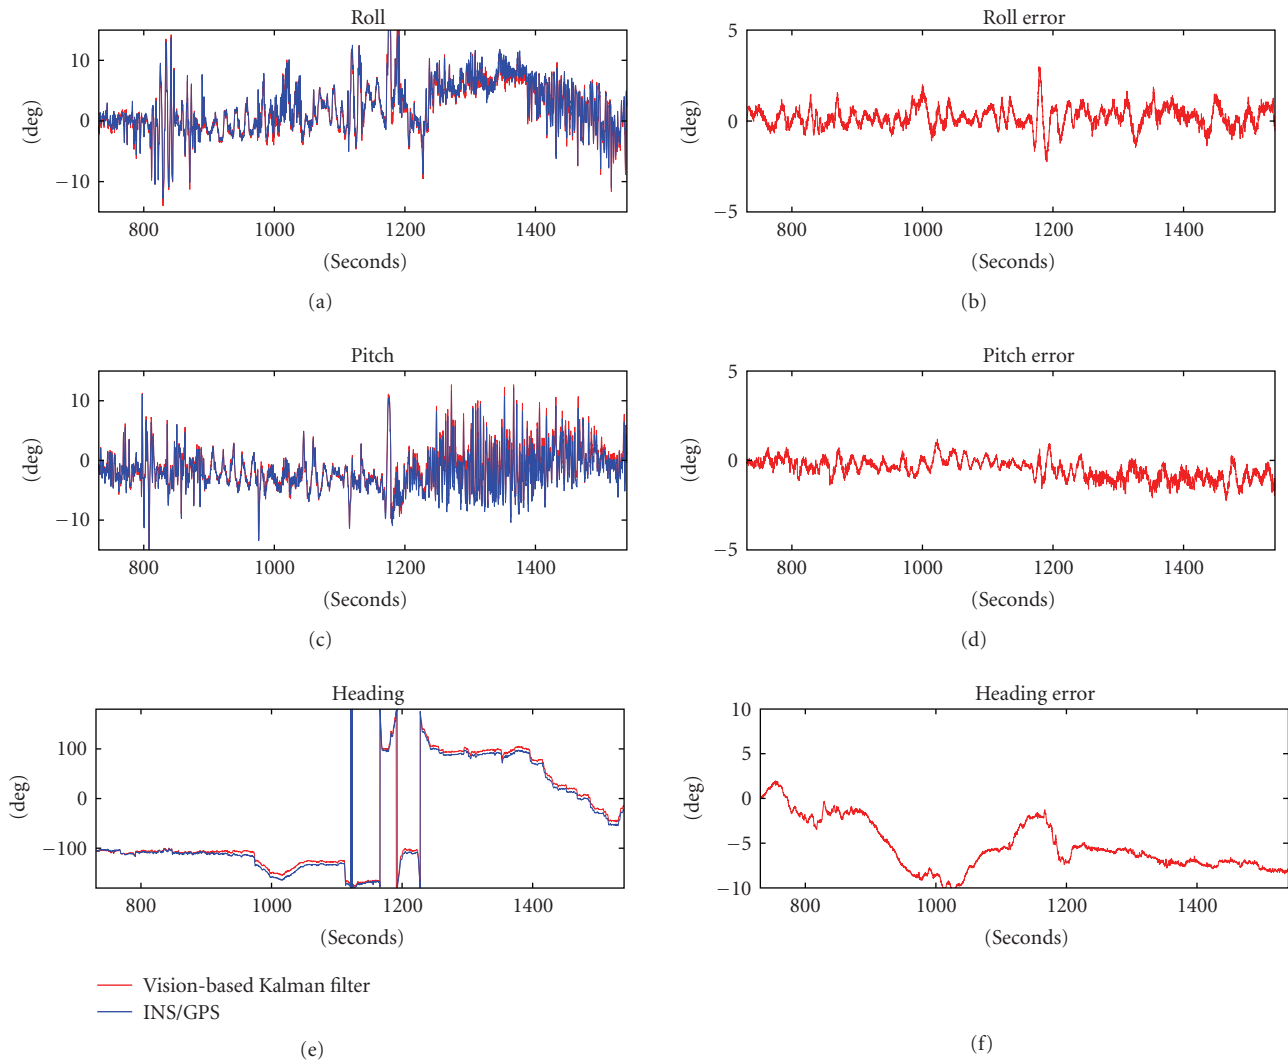 Roll
10
0
−10
(deg)
800 1000 1200 1400
(Seconds)
(a)
Roll error
5
0
−5
(deg)
800 1000 1200 1400
(Seconds)
(b)
Pitch
10
0
−10
(deg)
800 1000 1200 1400
(Seconds)
(c)
Pitch error
5
0
−5
(deg)
800 1000 1200 1400
(Seconds)
(d)
Heading
100
0
−100
(deg)
800 1000 1200 1400
(Seconds)
Vision-based Kalman filter
INS/GPS
(e)
Heading error
10
5
0
−5
−10
(deg)
800 1000 1200 1400
(Seconds)
(f)